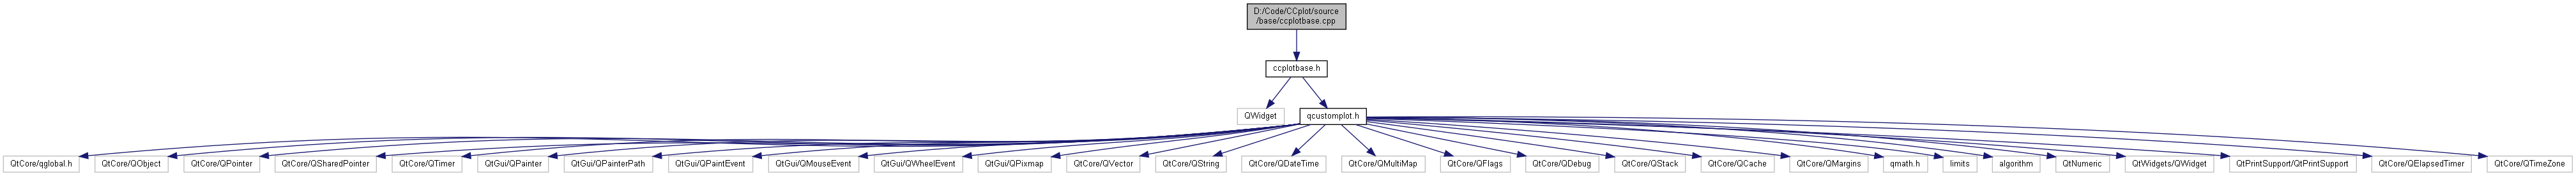 D:/Code/CCplot/source
/base/ccplotbase.cpp
ccplotbase.h
QWidget
qcustomplot.h
QtCore/qglobal.h
QtCore/QObject
QtCore/QPointer
QtCore/QSharedPointer
QtCore/QTimer
QtGui/QPainter
QtGui/QPainterPath
QtGui/QPaintEvent
QtGui/QMouseEvent
QtGui/QWheelEvent
QtGui/QPixmap
QtCore/QVector
QtCore/QString
QtCore/QDateTime
QtCore/QMultiMap
QtCore/QFlags
QtCore/QDebug
QtCore/QStack
QtCore/QCache
QtCore/QMargins
qmath.h
limits
algorithm
QtNumeric
QtWidgets/QWidget
QtPrintSupport/QtPrintSupport
QtCore/QElapsedTimer
QtCore/QTimeZone